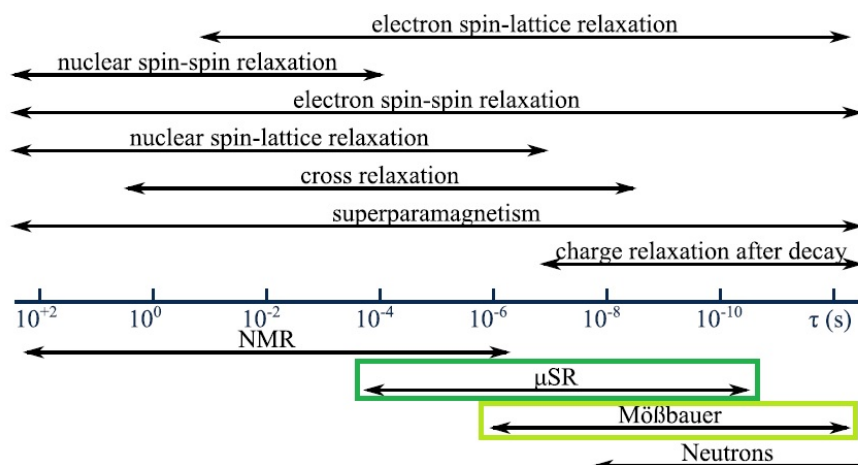 electron spin-lattice relaxation
nuclear spin-spin relaxation
electron spin-spin relaxation
nuclear spin-lattice relaxation
cross relaxation
superparamagnetism
charge relaxation after decay
10⁺² 10⁰ 10⁻² 10⁻⁴ 10⁻⁶ 10⁻⁸ 10⁻¹⁰ τ (s)
NMR
μSR
Mößbauer
Neutrons